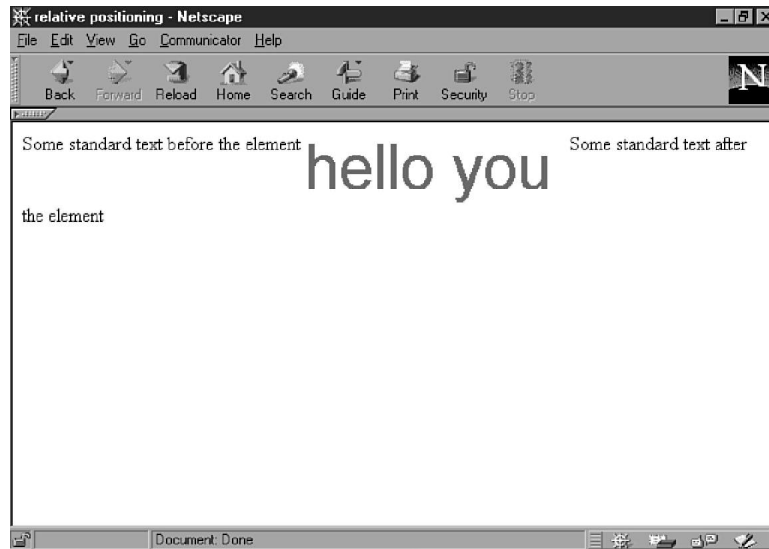 relative positioning - Netscape
File Edit View Go Communicator Help
Back Forward Reload Home Search Guide Print Security Stop
N
Some standard text before the element hello you Some standard text after
the element
Document: Done